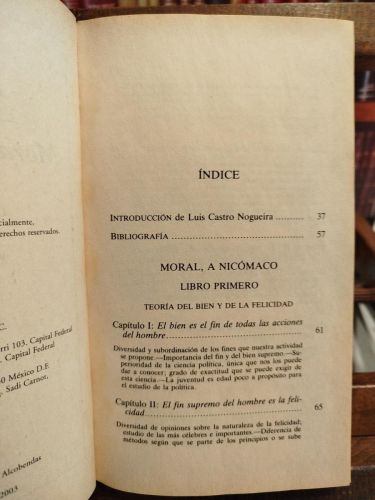 cialmente,
erechos reservados.
C.
rri 103. Capital Federal
Capital Federal
0 México D.F.
Sadi Carnot,
Alcobendas
2003
ÍNDICE
INTRODUCCIÓN de Luis Castro Nogueira .......... 37
BIBLIOGRAFÍA .......... 57
MORAL, A NICÓMACO
LIBRO PRIMERO
TEORÍA DEL BIEN Y DE LA FELICIDAD
Capítulo I: El bien es el fin de todas las acciones
del hombre .......... 61
Diversidad y subordinación de los fines que nuestra actividad
se propone.—Importancia del fin y del bien supremo.—Su-
perioridad de la ciencia política, única que nos los puede
dar a conocer; grado de exactitud que se puede exigir de
esta ciencia.—La juventud es edad poco a propósito para
el estudio de la política.
Capítulo II: El fin supremo del hombre es la feli-
cidad .......... 65
Diversidad de opiniones sobre la naturaleza de la felicidad;
estudio de las más célebres e importantes.—Diferencia de
métodos según que se parte de los principios o se sube